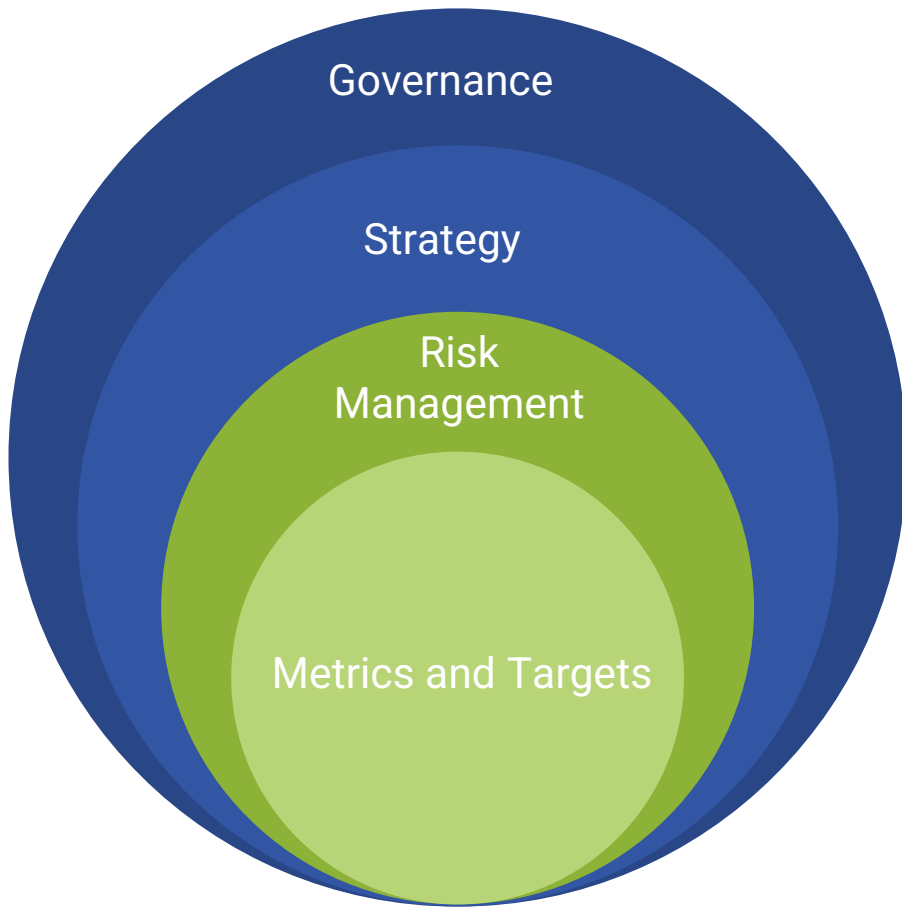 Governance
Strategy
Risk
Management
Metrics and Targets